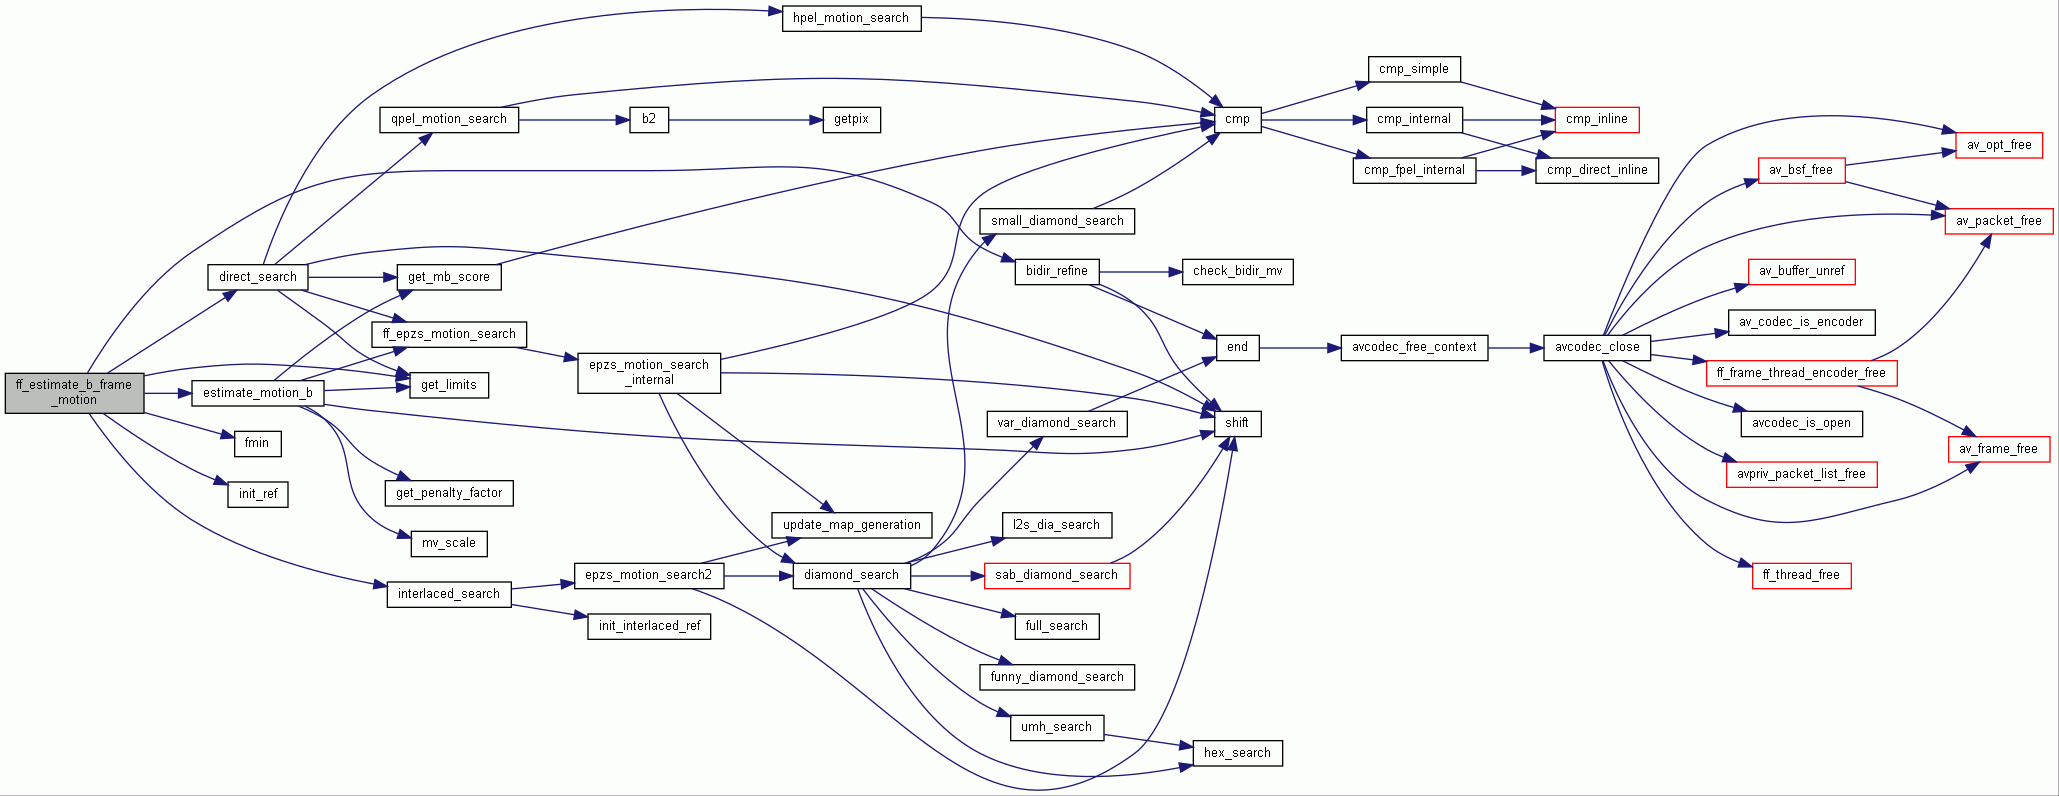 hpel_motion_search
cmp_simple
qpel_motion_search
b2
getpix
cmp
cmp_internal
cmp_inline
av_opt_free
cmp_fpel_internal
cmp_direct_inline
av_bsf_free
small_diamond_search
av_packet_free
direct_search
get_mb_score
bidir_refine
check_bidir_mv
av_buffer_unref
ff_epzs_motion_search
av_codec_is_encoder
end
avcodec_free_context
avcodec_close
epzs_motion_search
_internal
ff_frame_thread_encoder_free
ff_estimate_b_frame
_motion
estimate_motion_b
get_limits
var_diamond_search
shift
avcodec_is_open
fmin
av_frame_free
avpriv_packet_list_free
init_ref
get_penalty_factor
update_map_generation
l2s_dia_search
mv_scale
epzs_motion_search2
diamond_search
sab_diamond_search
ff_thread_free
interlaced_search
init_interlaced_ref
full_search
funny_diamond_search
umh_search
hex_search